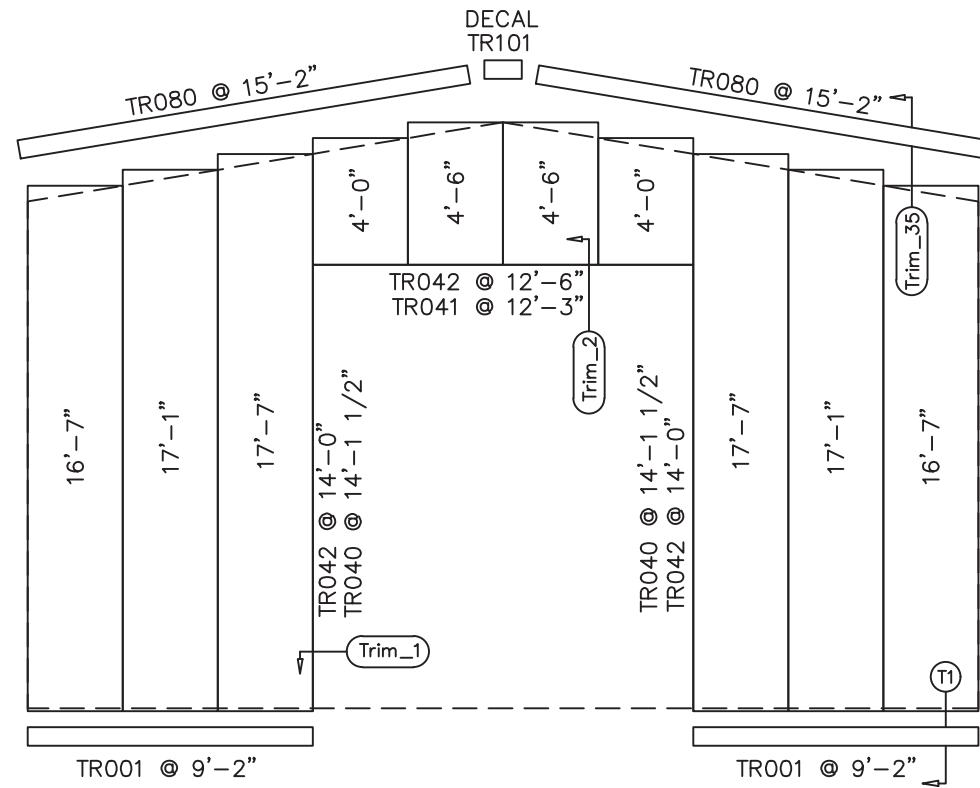 DECAL
TR101
TR080 @ 15'-2"
TR080 @ 15'-2"
4'-0"
4'-6"
4'-6"
4'-0"
Trim_35
TR042 @ 12'-6"
TR041 @ 12'-3"
Trim_2
16'-7"
17'-1"
17'-7"
TR042 @ 14'-0"
TR040 @ 14'-1 1/2"
TR040 @ 14'-1 1/2"
TR042 @ 14'-0"
17'-7"
17'-1"
16'-7"
Trim_1
T1
TR001 @ 9'-2"
TR001 @ 9'-2"